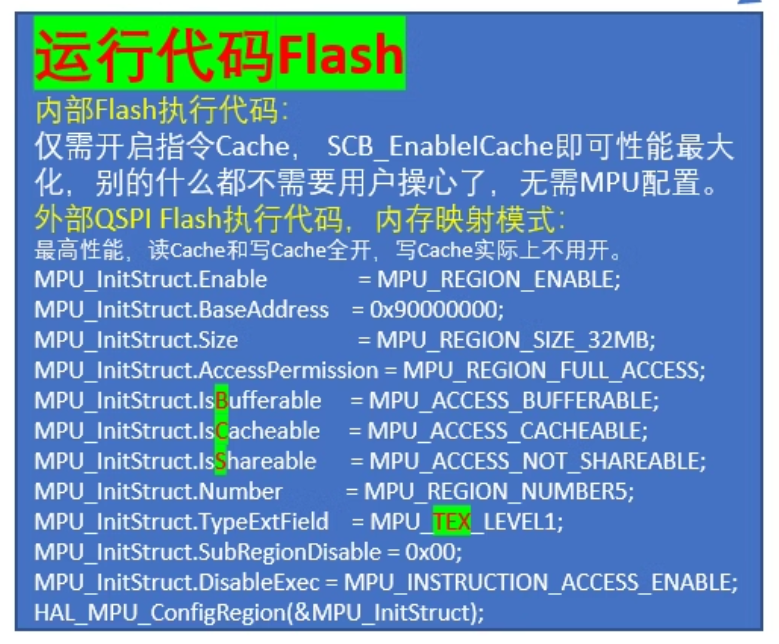 运行代码Flash
内部Flash执行代码：
仅需开启指令Cache， SCB_EnableICache即可性能最大
化，别的什么都不需要用户操心了，无需MPU配置。
外部QSPI Flash执行代码，内存映射模式：
最高性能，读Cache和写Cache全开，写Cache实际上不用开。
MPU_InitStruct.Enable = MPU_REGION_ENABLE;
MPU_InitStruct.BaseAddress = 0x90000000;
MPU_InitStruct.Size = MPU_REGION_SIZE_32MB;
MPU_InitStruct.AccessPermission = MPU_REGION_FULL_ACCESS;
MPU_InitStruct.IsBufferable = MPU_ACCESS_BUFFERABLE;
MPU_InitStruct.IsCacheable = MPU_ACCESS_CACHEABLE;
MPU_InitStruct.IsShareable = MPU_ACCESS_NOT_SHAREABLE;
MPU_InitStruct.Number = MPU_REGION_NUMBER5;
MPU_InitStruct.TypeExtField = MPU_TEX_LEVEL1;
MPU_InitStruct.SubRegionDisable = 0x00;
MPU_InitStruct.DisableExec = MPU_INSTRUCTION_ACCESS_ENABLE;
HAL_MPU_ConfigRegion(&MPU_InitStruct);